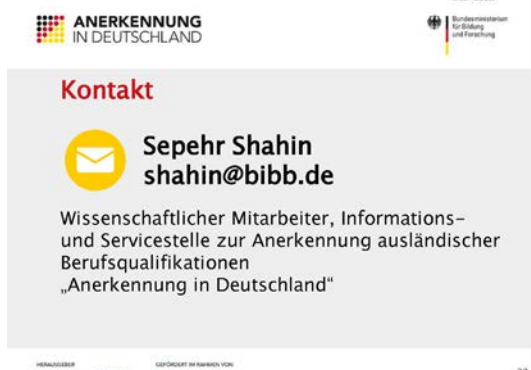 ANERKENNUNG
IN DEUTSCHLAND
Bundesministerium
für Bildung
und Forschung
Kontakt
Sepehr Shahin
shahin@bibb.de
Wissenschaftlicher Mitarbeiter, Informations-
und Servicestelle zur Anerkennung ausländischer
Berufsqualifikationen
„Anerkennung in Deutschland“
HERAUSGEBER
GEFÖRDERT IM RAHMEN VON: